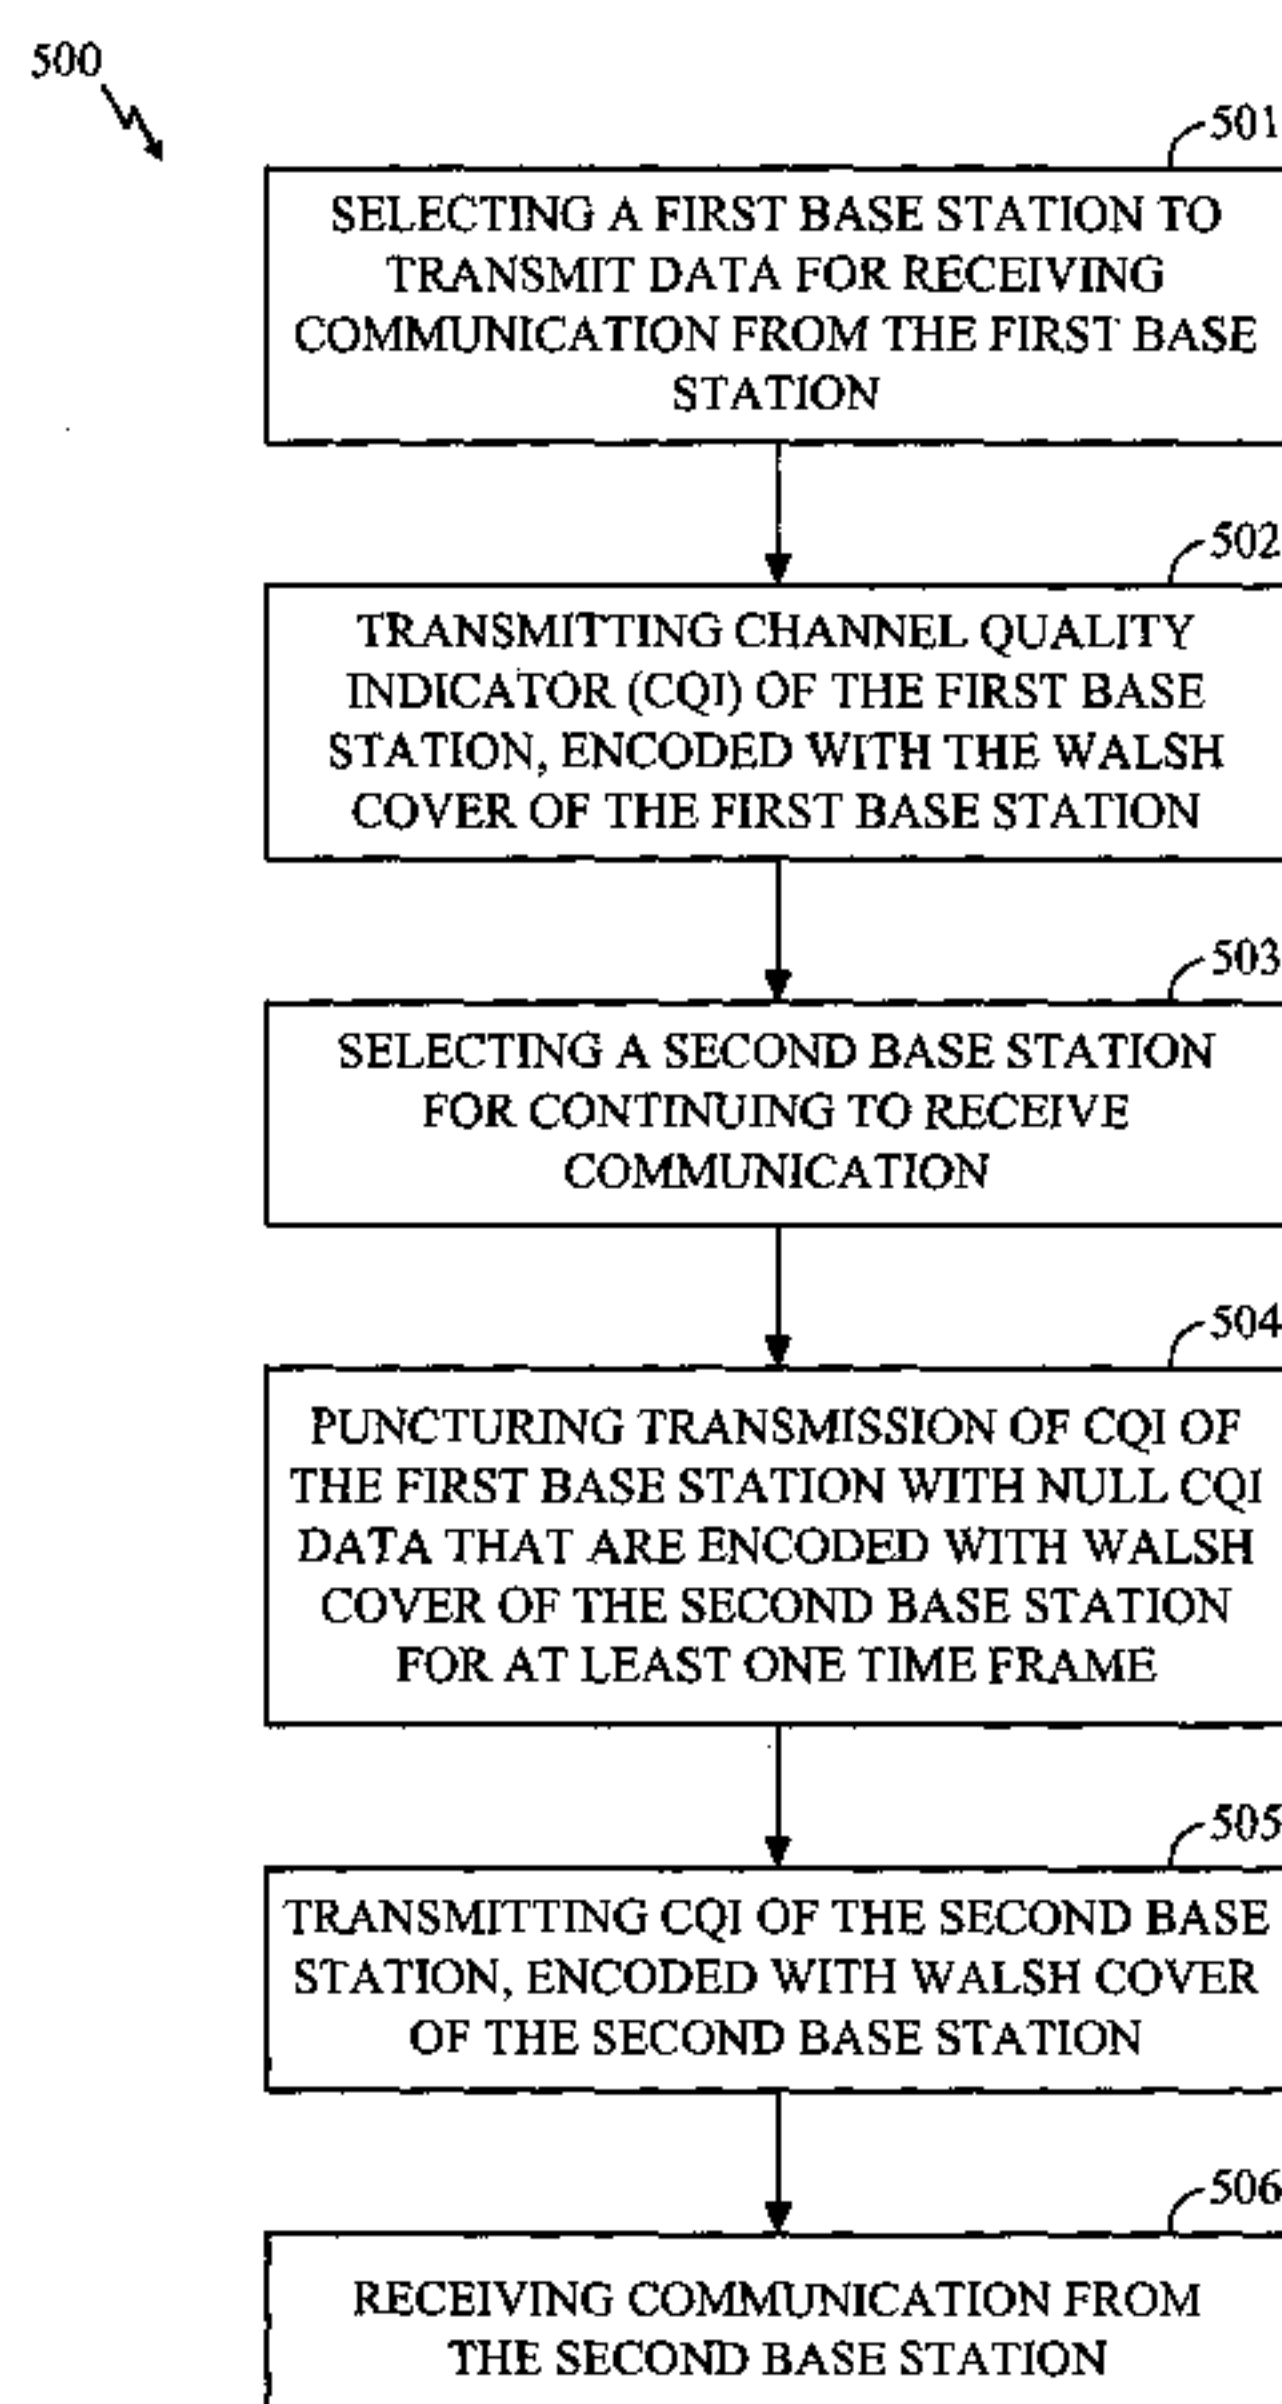 500
501
SELECTING A FIRST BASE STATION TO
TRANSMIT DATA FOR RECEIVING
COMMUNICATION FROM THE FIRST BASE
STATION
502
TRANSMITTING CHANNEL QUALITY
INDICATOR (CQI) OF THE FIRST BASE
STATION, ENCODED WITH THE WALSH
COVER OF THE FIRST BASE STATION
503
SELECTING A SECOND BASE STATION
FOR CONTINUING TO RECEIVE
COMMUNICATION
504
PUNCTURING TRANSMISSION OF CQI OF
THE FIRST BASE STATION WITH NULL CQI
DATA THAT ARE ENCODED WITH WALSH
COVER OF THE SECOND BASE STATION
FOR AT LEAST ONE TIME FRAME
505
TRANSMITTING CQI OF THE SECOND BASE
STATION, ENCODED WITH WALSH COVER
OF THE SECOND BASE STATION
506
RECEIVING COMMUNICATION FROM
THE SECOND BASE STATION